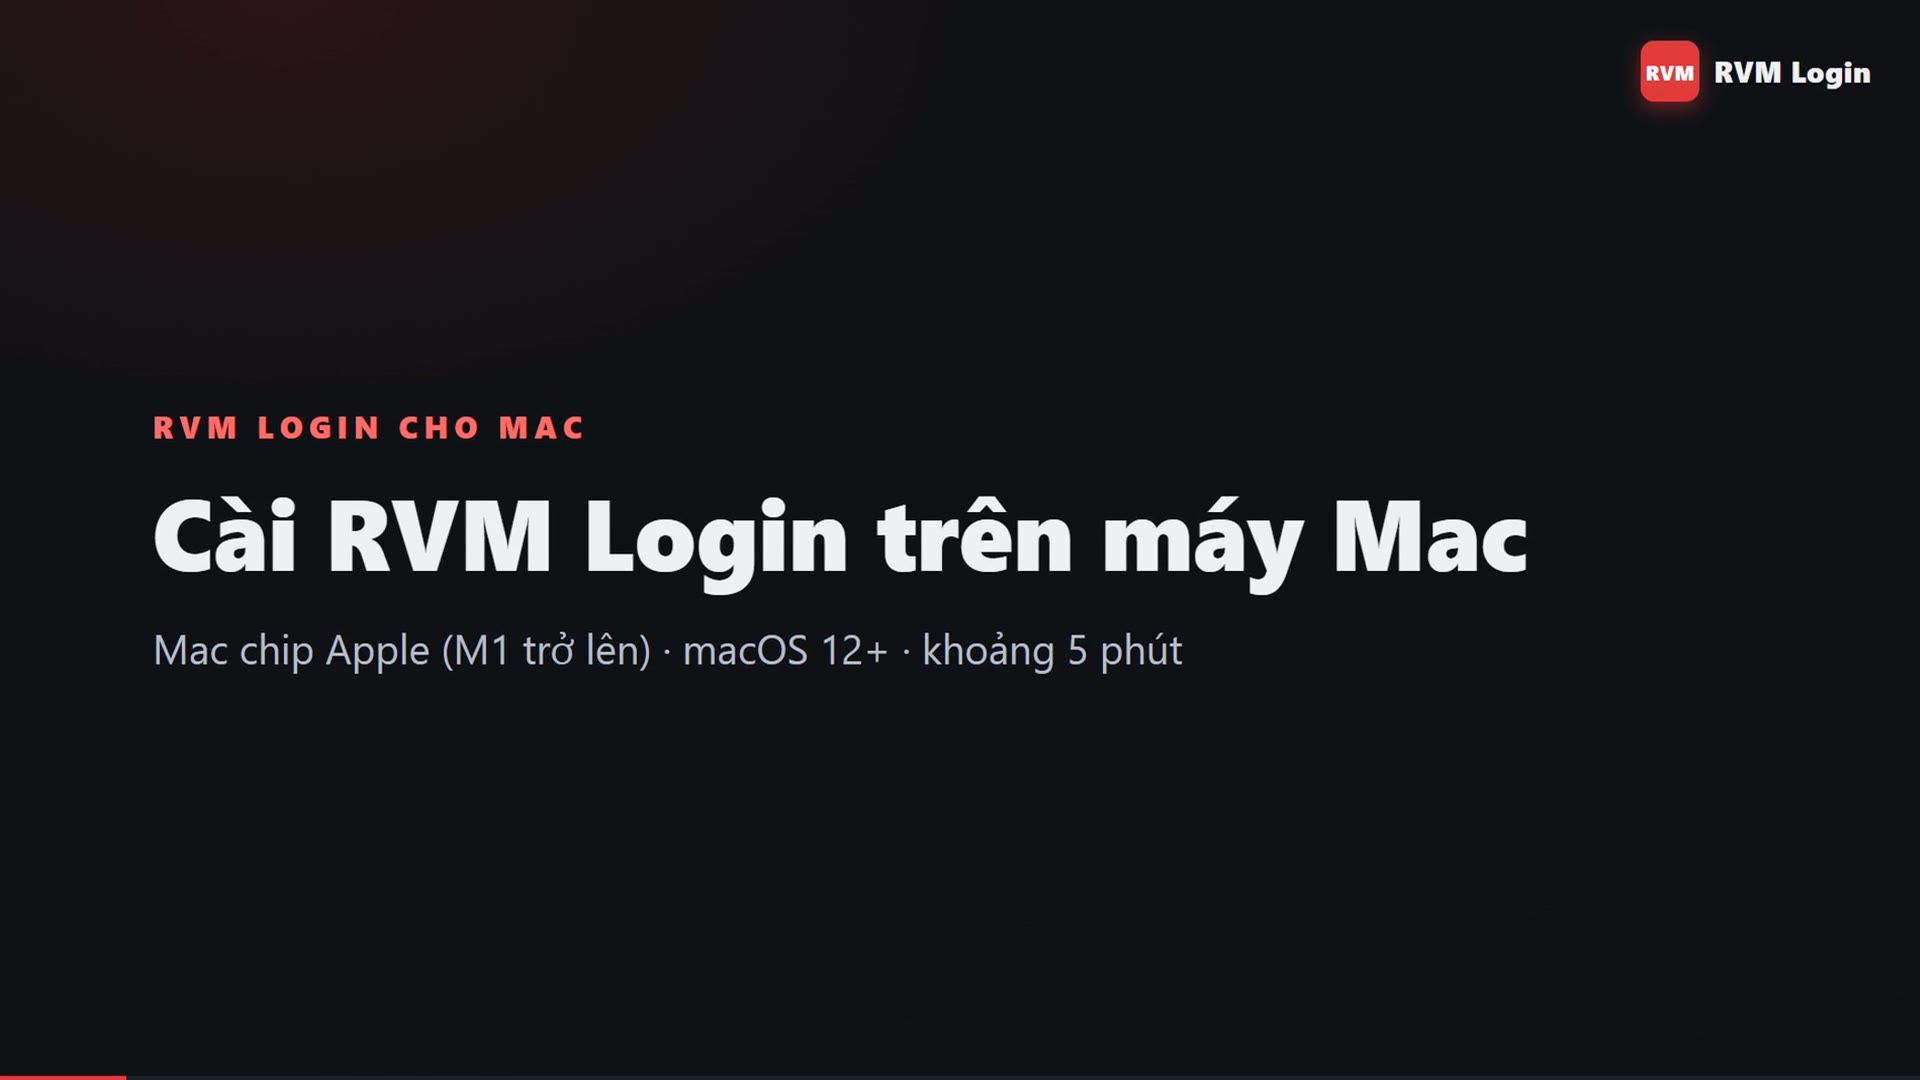 RVM RVM Login
RVM LOGIN CHO MAC
Cài RVM Login trên máy Mac
Mac chip Apple (M1 trở lên) · macOS 12+ · khoảng 5 phút